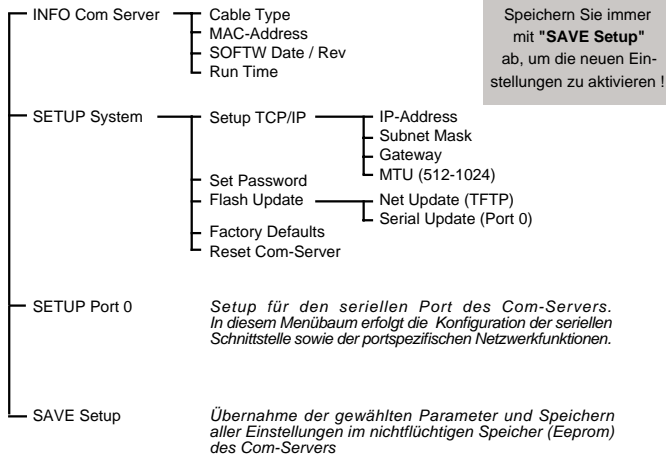 INFO Com Server
Cable Type
MAC-Address
SOFTW Date / Rev
Run Time
Speichern Sie immer
mit "SAVE Setup"
ab, um die neuen Ein-
stellungen zu aktivieren !
SETUP System
Setup TCP/IP
IP-Address
Subnet Mask
Gateway
MTU (512-1024)
Set Password
Flash Update
Net Update (TFTP)
Serial Update (Port 0)
Factory Defaults
Reset Com-Server
SETUP Port 0
Setup für den seriellen Port des Com-Servers.
In diesem Menübaum erfolgt die Konfiguration der seriellen
Schnittstelle sowie der portspezifischen Netzwerkfunktionen.
SAVE Setup
Übernahme der gewählten Parameter und Speichern
aller Einstellungen im nichtflüchtigen Speicher (Eeprom)
des Com-Servers